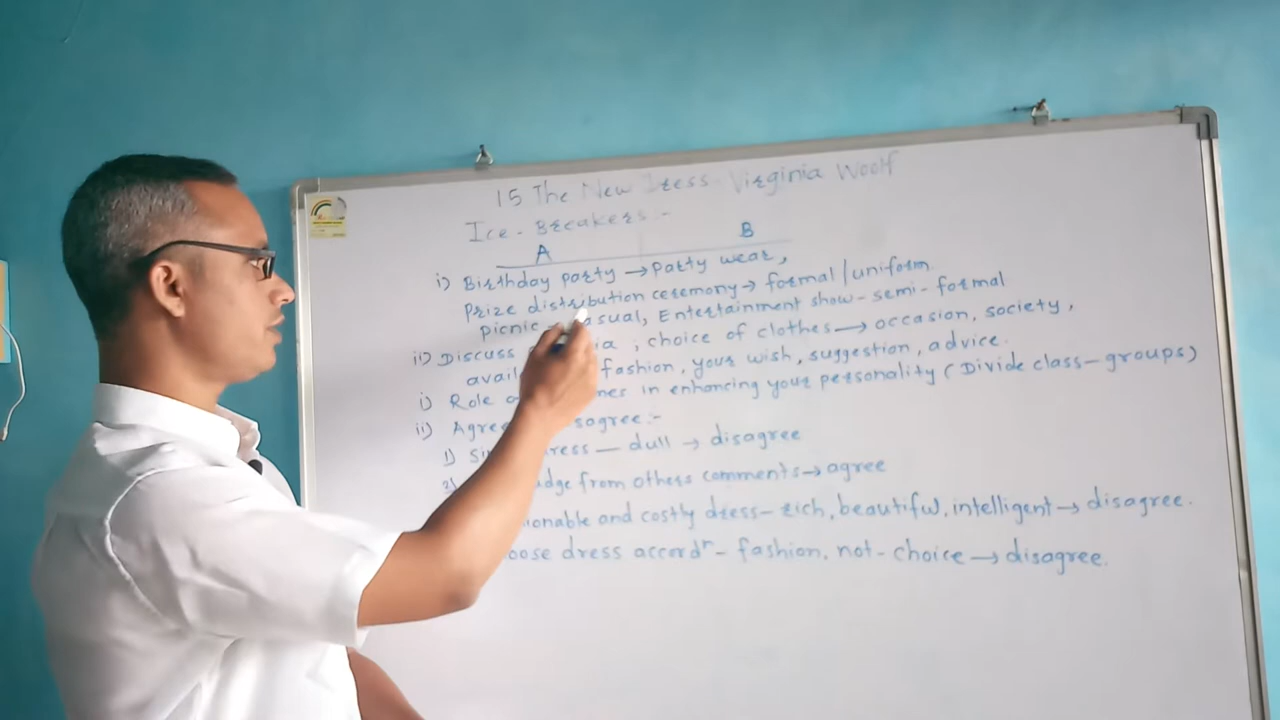 15 The New Dress - Virginia Woolf
Ice - Breakers :-
A B
i) Birthday party → Party wear,
Prize distribution ceremony → formal / uniform
Picnic - asual, Entertainment show - semi - formal
ii) Discuss ia ; choice of clothes → occasion, society,
avail fashion, your wish, suggestion, advice.
i) Role o nes in enhancing your personality ( Divide class - groups )
ii) Agree sagree :-
1) Si ress — dull → disagree
2) dge from others comments → agree
ionable and costly dress - rich, beautiful, intelligent → disagree.
oose dress accordⁿ - fashion, not - choice → disagree.